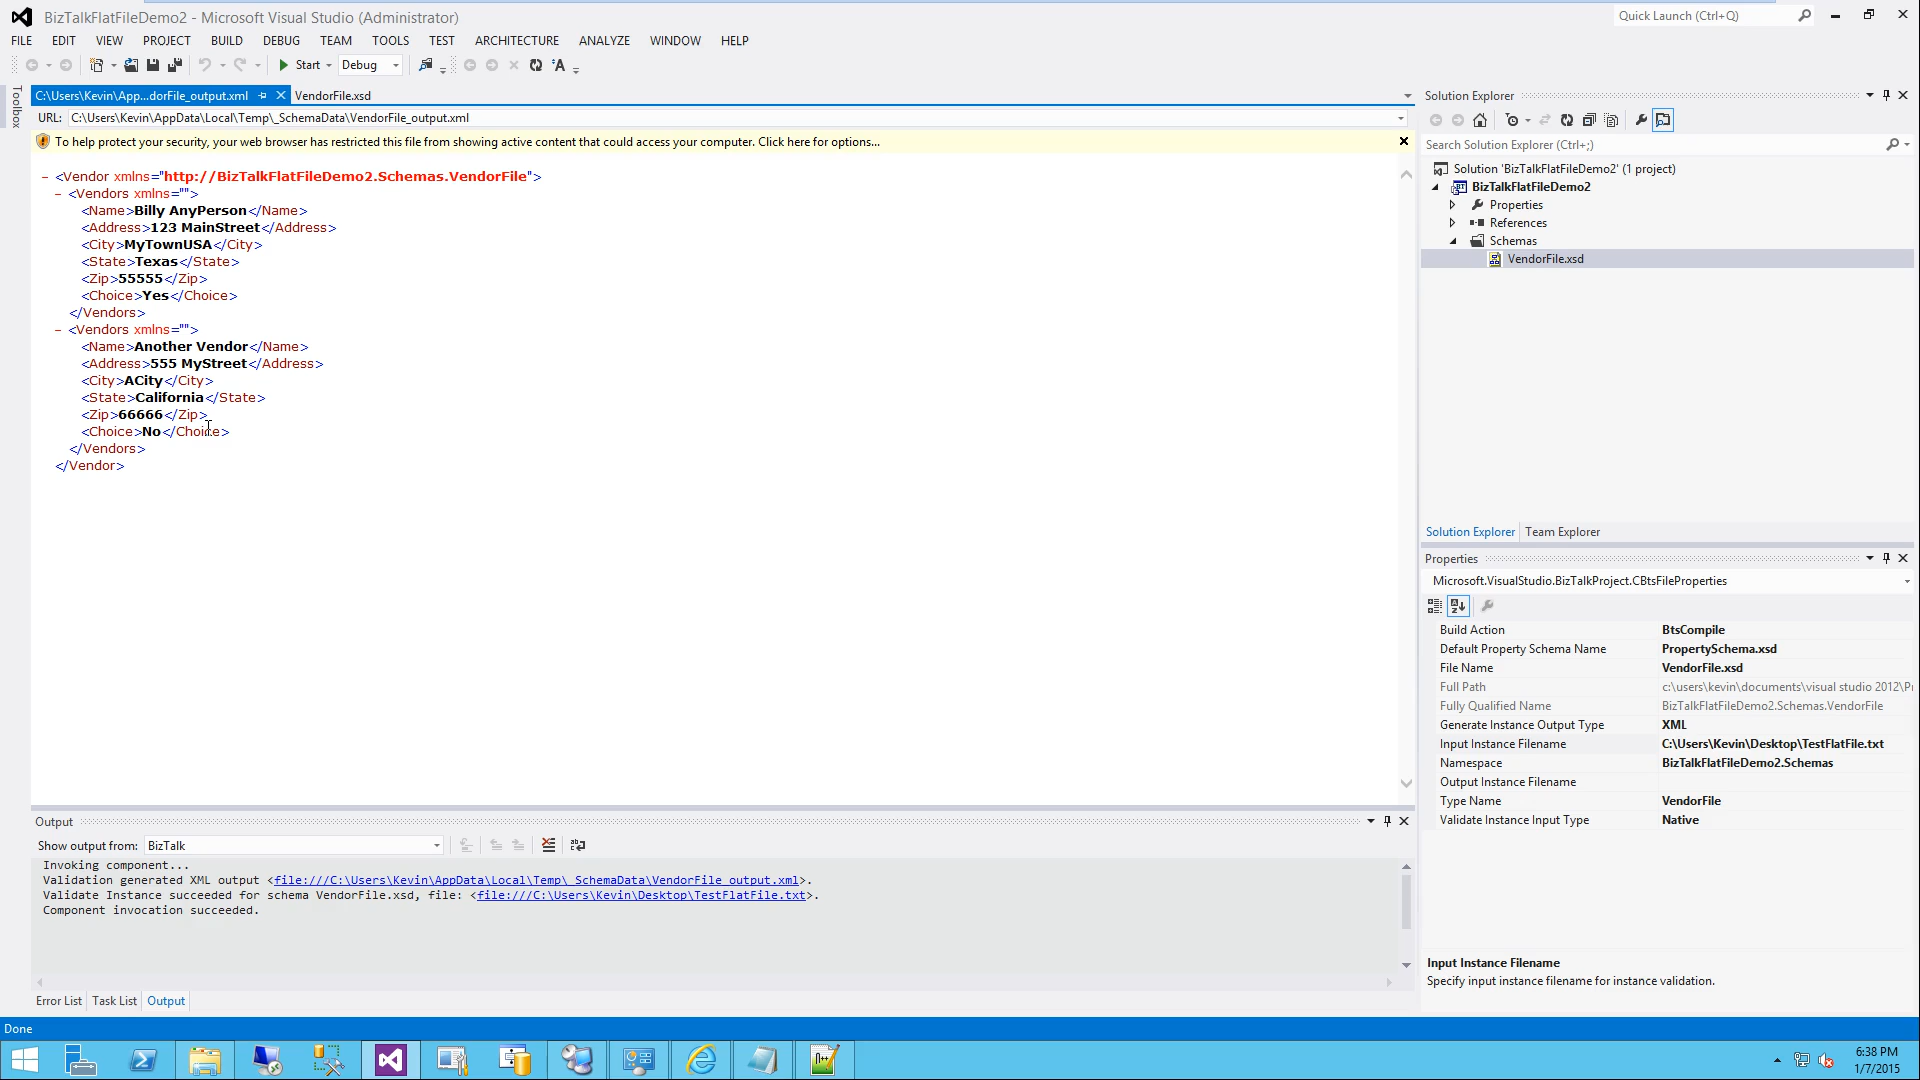 BizTalkFlatFileDemo2 - Microsoft Visual Studio (Administrator)
Quick Launch (Ctrl+Q)
FILE EDIT VIEW PROJECT BUILD DEBUG TEAM TOOLS TEST ARCHITECTURE ANALYZE WINDOW HELP
Start Debug
Toolbox
C:\Users\Kevin\App...dorFile_output.xml VendorFile.xsd
URL: C:\Users\Kevin\AppData\Local\Temp\_SchemaData\VendorFile_output.xml
To help protect your security, your web browser has restricted this file from showing active content that could access your computer. Click here for options...
- <Vendor xmlns="http://BizTalkFlatFileDemo2.Schemas.VendorFile">
- <Vendors xmlns="">
<Name>Billy AnyPerson</Name>
<Address>123 MainStreet</Address>
<City>MyTownUSA</City>
<State>Texas</State>
<Zip>55555</Zip>
<Choice>Yes</Choice>
</Vendors>
- <Vendors xmlns="">
<Name>Another Vendor</Name>
<Address>555 MyStreet</Address>
<City>ACity</City>
<State>California</State>
<Zip>66666</Zip>
<Choice>No</Choice>
</Vendors>
</Vendor>
Output
Show output from: BizTalk
Invoking component...
Validation generated XML output <file:///C:\Users\Kevin\AppData\Local\Temp\_SchemaData\VendorFile_output.xml>.
Validate Instance succeeded for schema VendorFile.xsd, file: <file:///C:\Users\Kevin\Desktop\TestFlatFile.txt>.
Component invocation succeeded.
Error List Task List Output
Done
Solution Explorer
Search Solution Explorer (Ctrl+;)
Solution 'BizTalkFlatFileDemo2' (1 project)
BizTalkFlatFileDemo2
Properties
References
Schemas
VendorFile.xsd
Solution Explorer Team Explorer
Properties
Microsoft.VisualStudio.BizTalkProject.CBtsFileProperties
Build Action BtsCompile
Default Property Schema Name PropertySchema.xsd
File Name VendorFile.xsd
Full Path c:\users\kevin\documents\visual studio 2012\Pr
Fully Qualified Name BizTalkFlatFileDemo2.Schemas.VendorFile
Generate Instance Output Type XML
Input Instance Filename C:\Users\Kevin\Desktop\TestFlatFile.txt
Namespace BizTalkFlatFileDemo2.Schemas
Output Instance Filename
Type Name VendorFile
Validate Instance Input Type Native
Input Instance Filename
Specify input instance filename for instance validation.
6:38 PM
1/7/2015